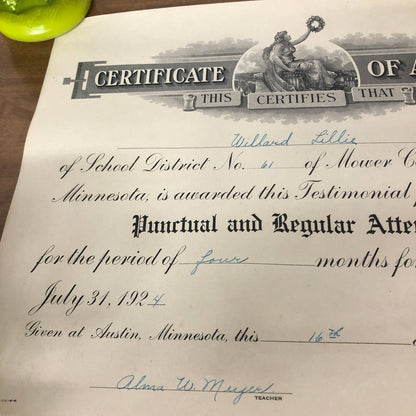 CERTIFICATE OF A
THIS CERTIFIES THAT
Willard Lillie
of School District No. 61 of Mower C
Minnesota, is awarded this Testimonial f
Punctual and Regular Atte
for the period of four months fo
July 31, 1924
Given at Austin, Minnesota, this 16th
Alma W. Meyer
TEACHER